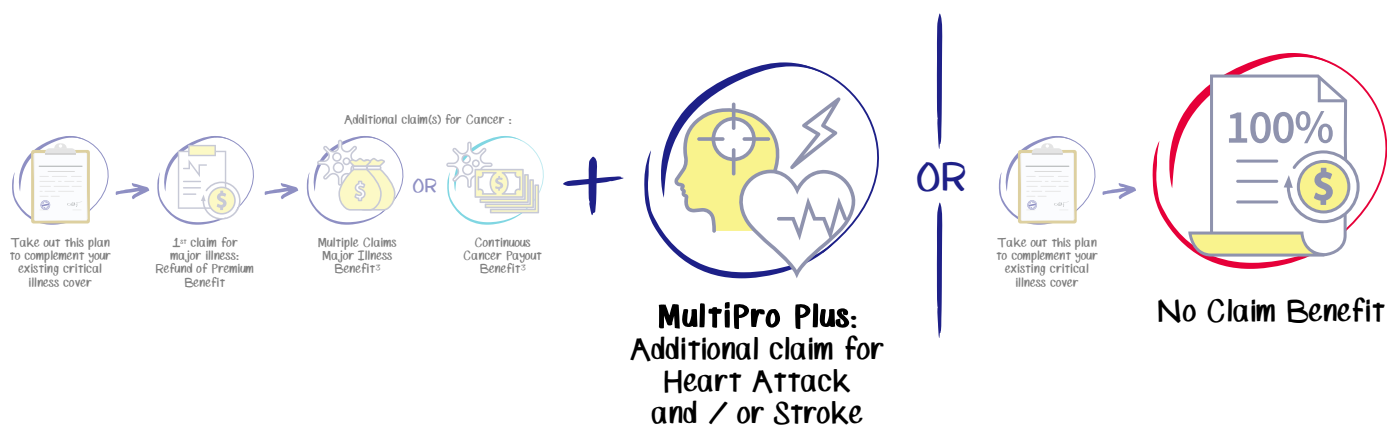 Additional claim(s) for Cancer :
Take out this plan
to complement your
existing critical
illness cover
1st claim for
major illness:
Refund of Premium
Benefit
$
Multiple Claims
Major Illness
Benefit3
$
OR
Continuous
Cancer Payout
Benefit3
$
+
MultiPro Plus:
Additional claim for
Heart Attack
and / or Stroke
OR
Take out this plan
to complement your
existing critical
illness cover
100%
$
No Claim Benefit